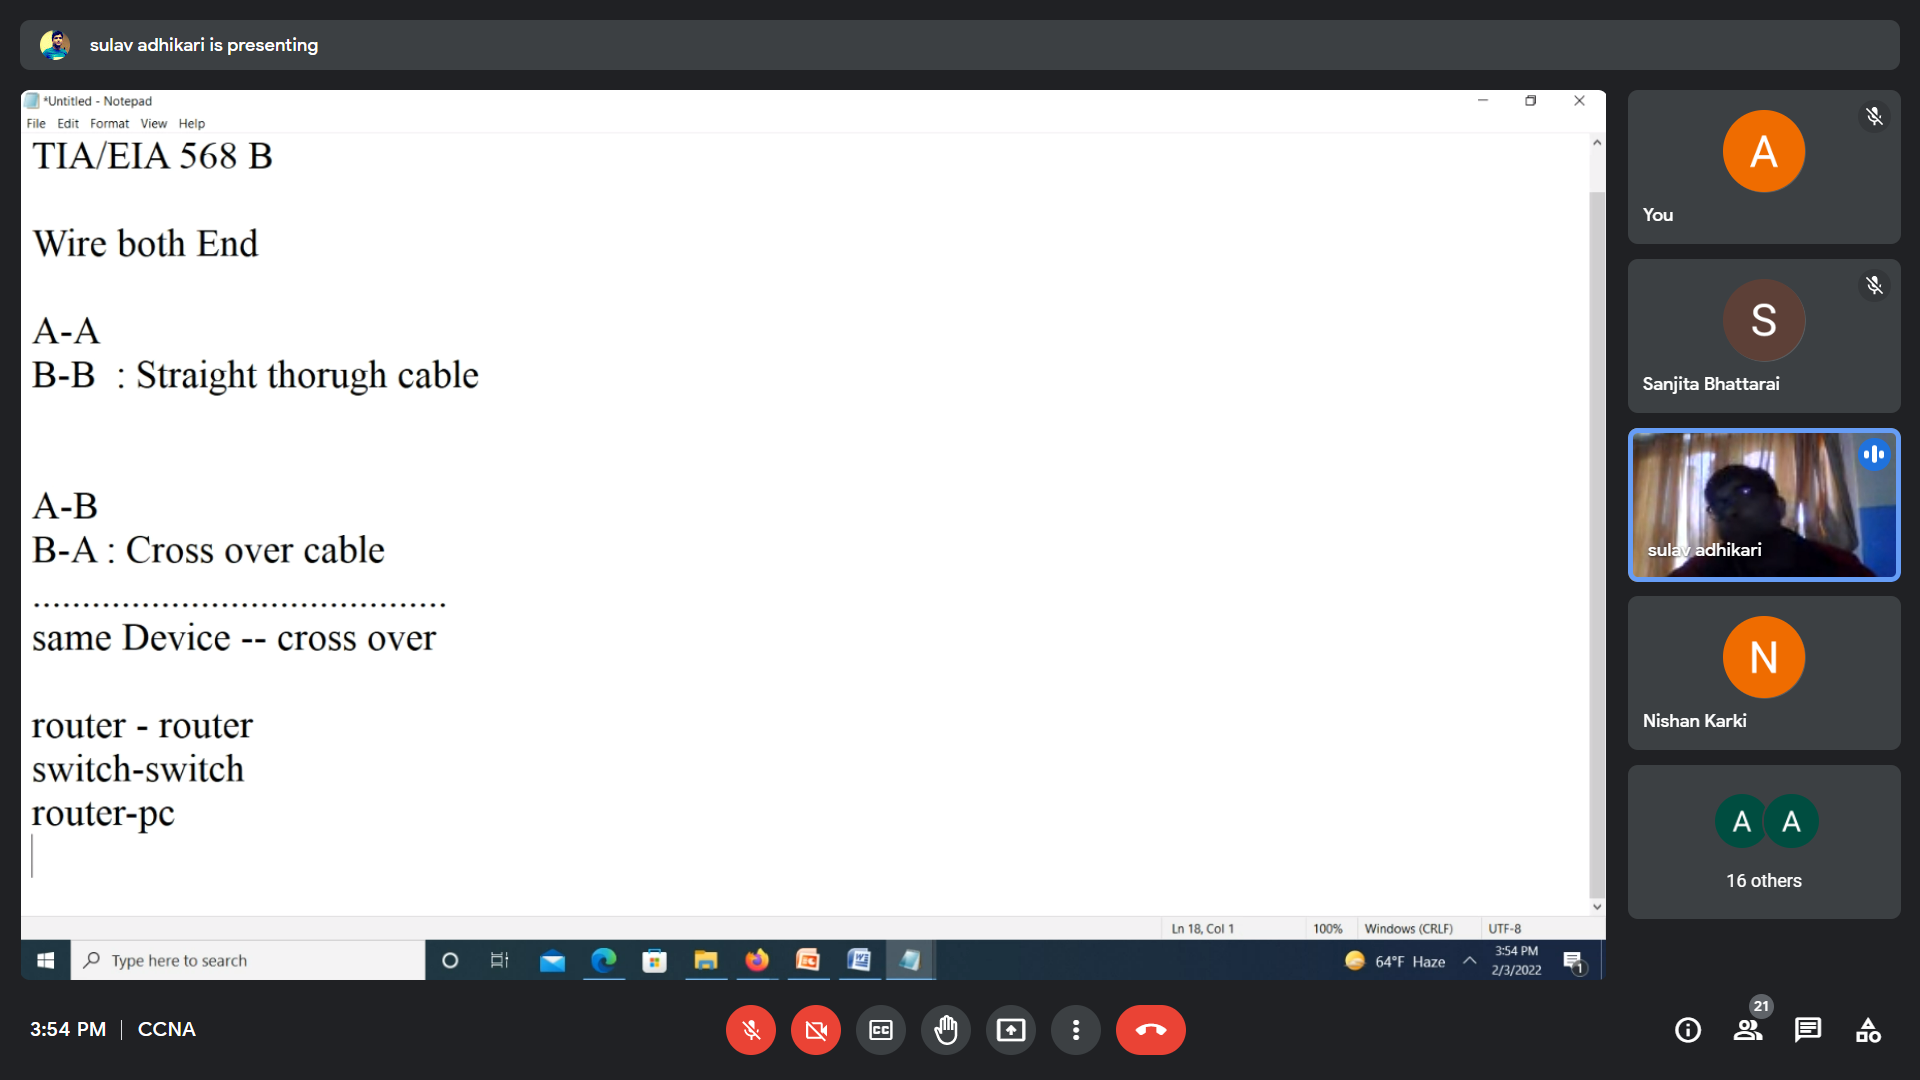 sulav adhikari is presenting
*Untitled - Notepad
File Edit Format View Help
TIA/EIA 568 B
Wire both End
A-A
B-B : Straight thorugh cable
A-B
B-A : Cross over cable
..........................................
same Device -- cross over
router - router
switch-switch
router-pc
Ln 18, Col 1 100% Windows (CRLF) UTF-8
Type here to search
64°F Haze
3:54 PM
2/3/2022
1
A
You
S
Sanjita Bhattarai
sulav adhikari
N
Nishan Karki
A A
16 others
3:54 PM | CCNA
CC
21